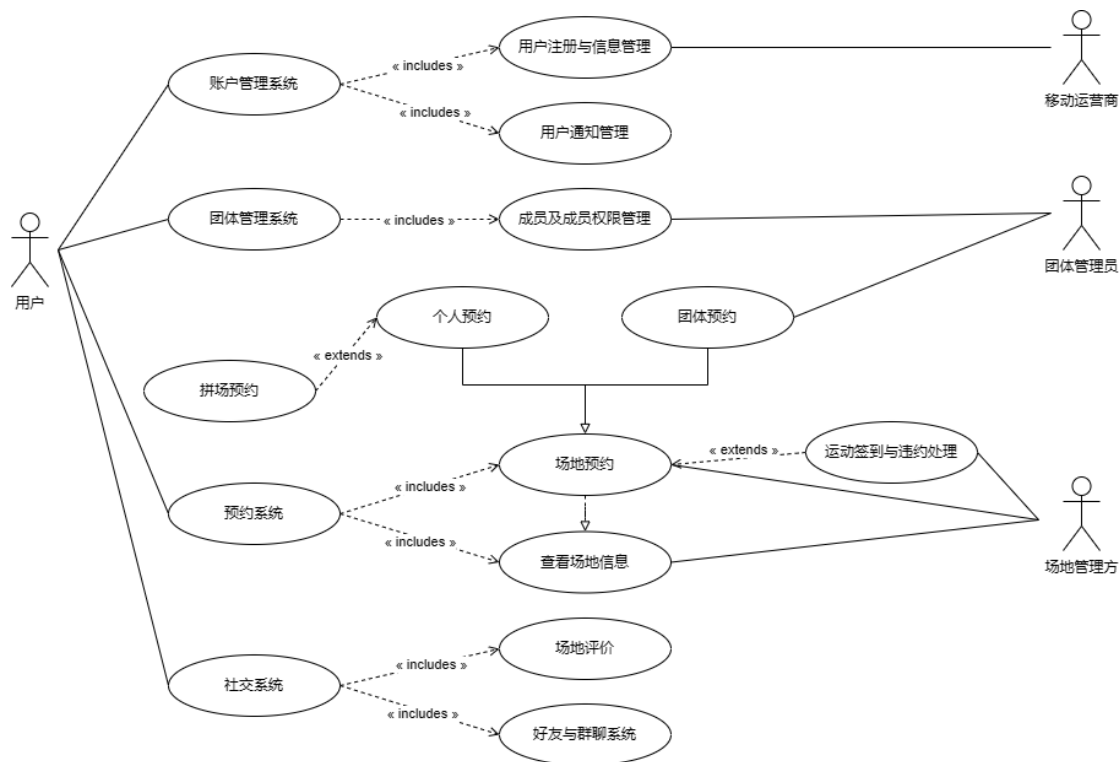 用户注册与信息管理
« includes »
账户管理系统
移动运营商
« includes »
用户通知管理
团体管理系统
« includes »
成员及成员权限管理
团体管理员
用户
个人预约
团体预约
« extends »
拼场预约
« extends »
运动签到与违约处理
场地预约
« includes »
预约系统
« includes »
查看场地信息
场地管理方
场地评价
« includes »
社交系统
« includes »
好友与群聊系统